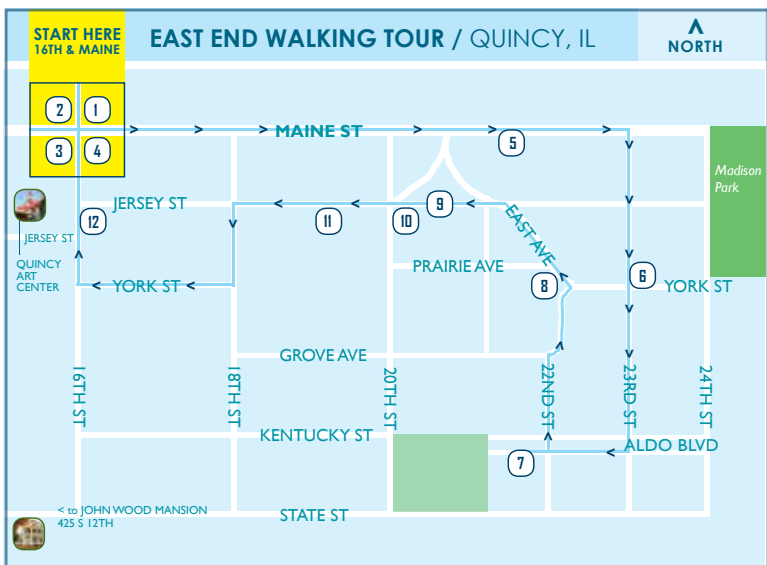 START HERE
16TH & MAINE
EAST END WALKING TOUR / QUINCY, IL
NORTH
2
1
3
4
MAINE ST
5
Madison
Park
JERSEY ST
12
11
10
9
EAST AVE
JERSEY ST
QUINCY
ART
CENTER
YORK ST
PRAIRIE AVE
8
6
YORK ST
GROVE AVE
16TH ST
18TH ST
20TH ST
22ND ST
23RD ST
24TH ST
KENTUCKY ST
ALDO BLVD
7
< to JOHN WOOD MANSION
425 S 12TH
STATE ST